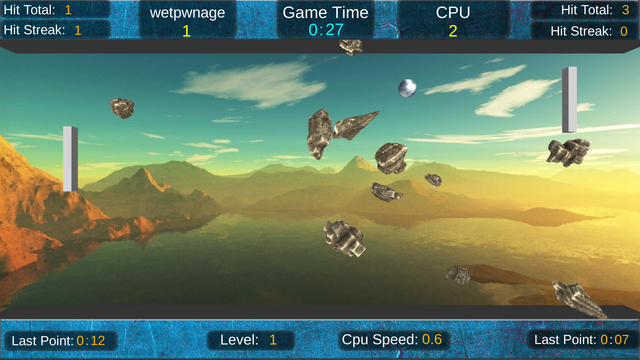 Hit Total: 1
Hit Streak: 1
wetpwnage
1
Game Time
0:27
CPU
2
Hit Total: 3
Hit Streak: 0
Last Point: 0:12
Level: 1
Cpu Speed: 0.6
Last Point: 0:07